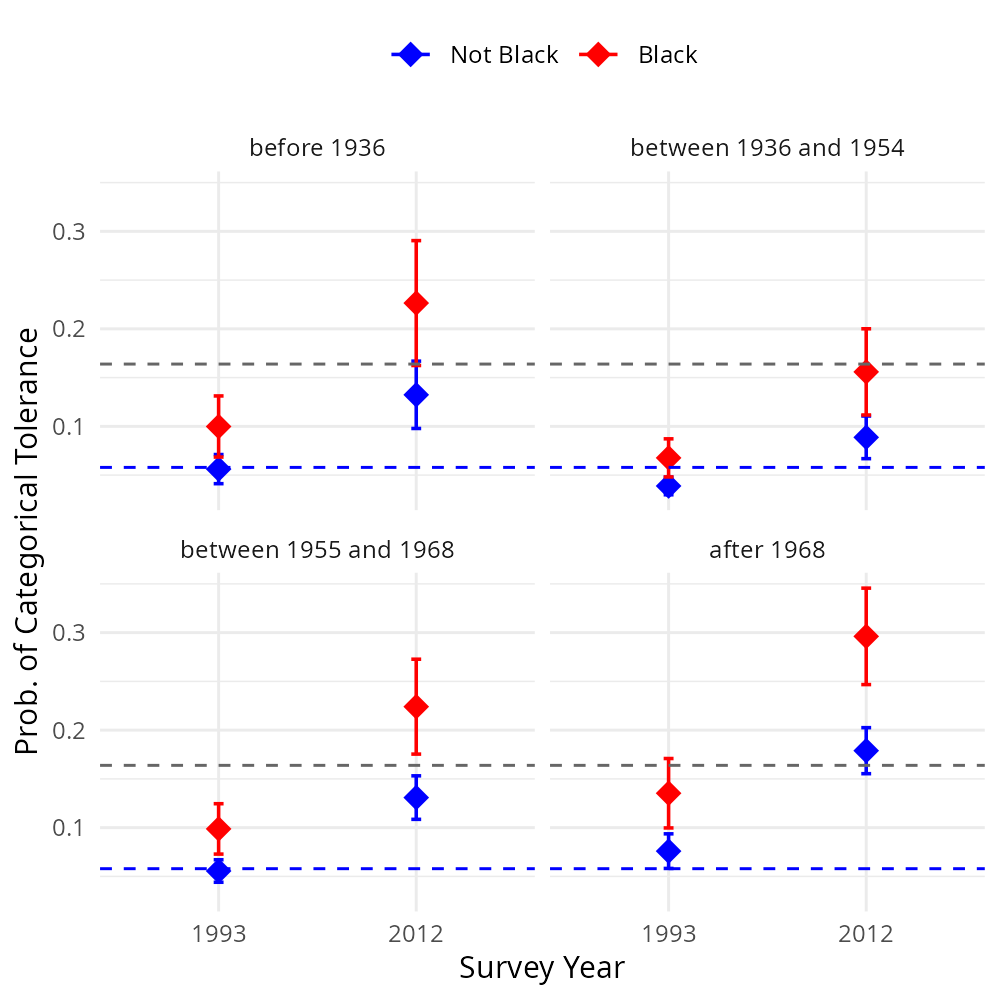 Not Black Black
before 1936 between 1936 and 1954
0.3
0.2
0.1
Prob. of Categorical Tolerance
between 1955 and 1968 after 1968
0.3
0.2
0.1
1993 2012 1993 2012
Survey Year